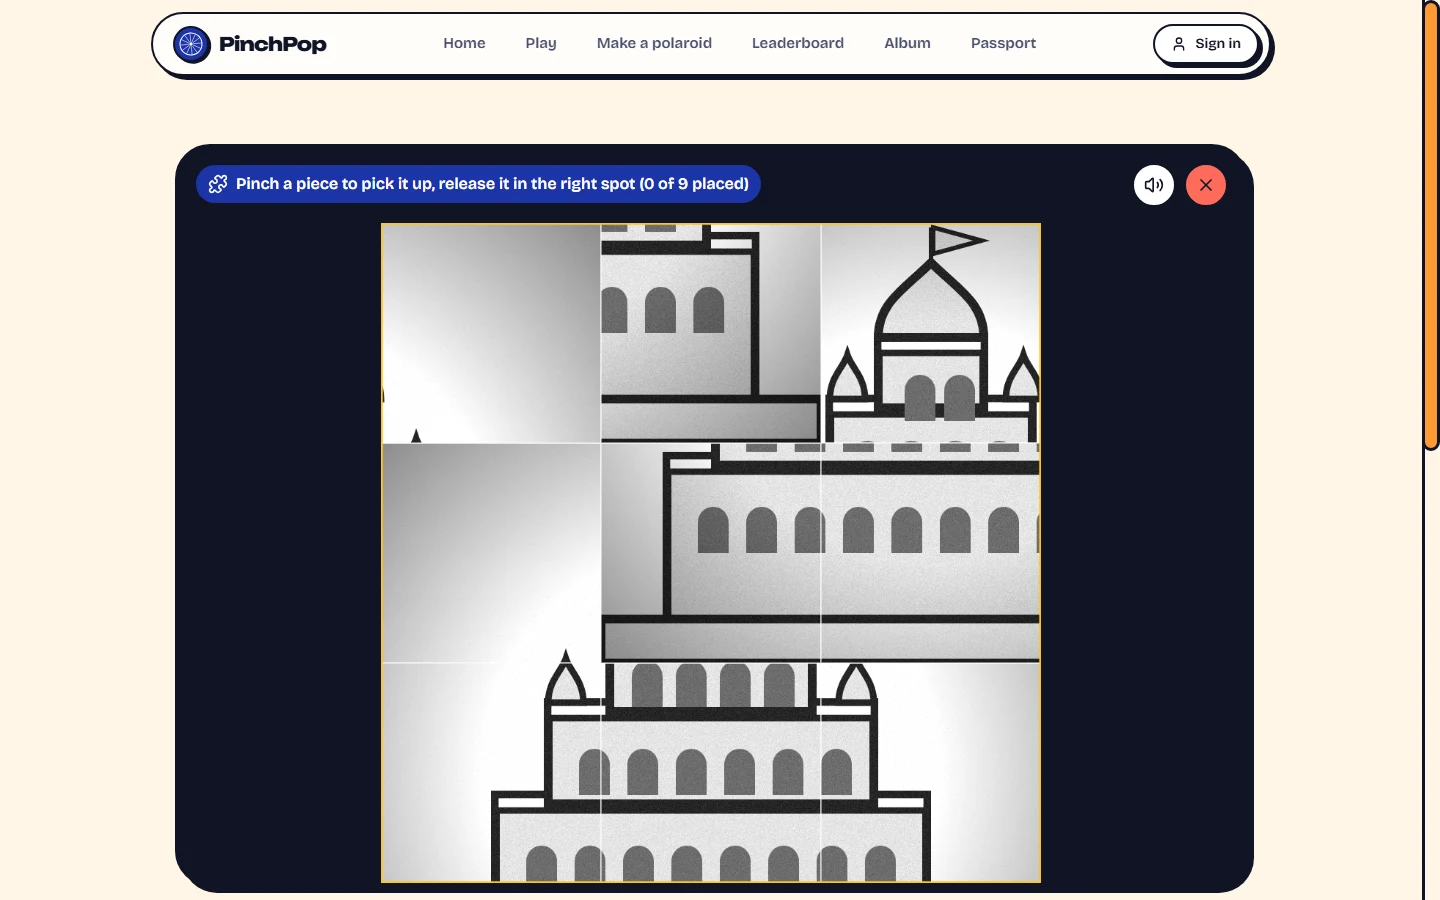 PinchPop
Home Play Make a polaroid Leaderboard Album Passport
Sign in
Pinch a piece to pick it up, release it in the right spot (0 of 9 placed)